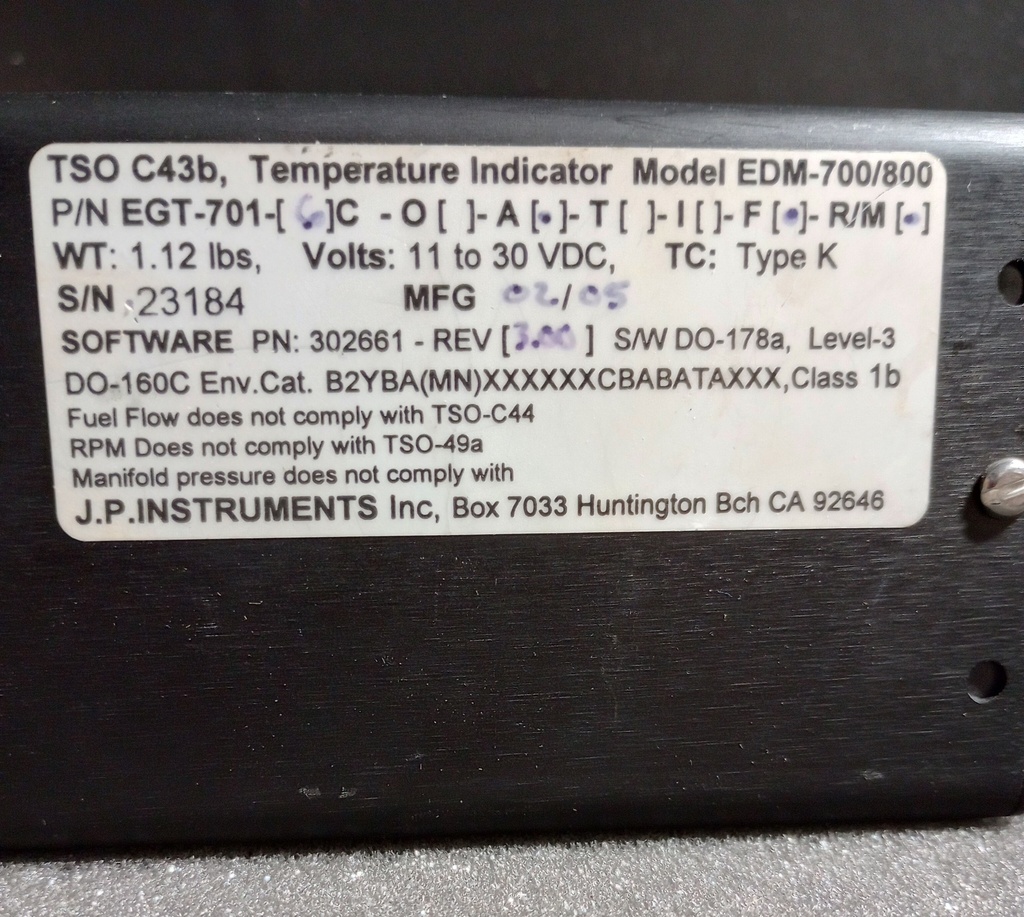 TSO C43b, Temperature Indicator Model EDM-700/800
P/N EGT-701-[ 6 ]C - O [ ]- A [•]- T [ ]- I [ ]- F [•]- R/M [•]
WT: 1.12 lbs, Volts: 11 to 30 VDC, TC: Type K
S/N 23184 MFG 02/05
SOFTWARE PN: 302661 - REV [3.00 ] S/W DO-178a, Level-3
DO-160C Env.Cat. B2YBA(MN)XXXXXXCBABATAXXX,Class 1b
Fuel Flow does not comply with TSO-C44
RPM Does not comply with TSO-49a
Manifold pressure does not comply with
J.P.INSTRUMENTS Inc, Box 7033 Huntington Bch CA 92646